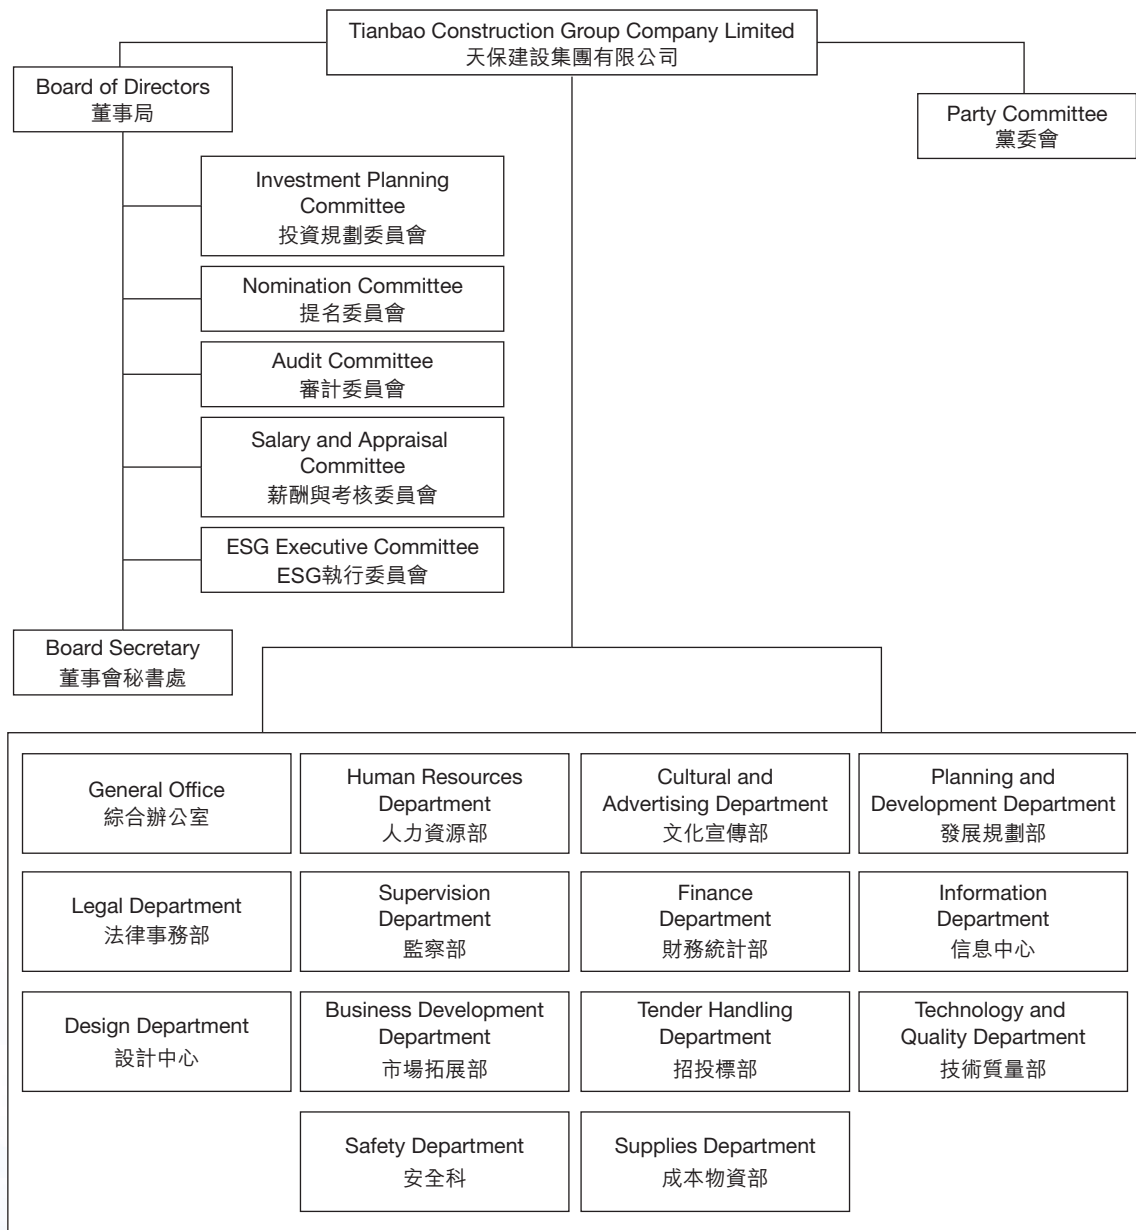 Tianbao Construction Group Company Limited
天保建設集團有限公司
Board of Directors
董事局
Party Committee
黨委會
Investment Planning
Committee
投資規劃委員會
Nomination Committee
提名委員會
Audit Committee
審計委員會
Salary and Appraisal
Committee
薪酬與考核委員會
ESG Executive Committee
ESG執行委員會
Board Secretary
董事會秘書處
General Office
綜合辦公室
Human Resources
Department
人力資源部
Cultural and
Advertising Department
文化宣傳部
Planning and
Development Department
發展規劃部
Legal Department
法律事務部
Supervision
Department
監察部
Finance
Department
財務統計部
Information
Department
信息中心
Design Department
設計中心
Business Development
Department
市場拓展部
Tender Handling
Department
招投標部
Technology and
Quality Department
技術質量部
Safety Department
安全科
Supplies Department
成本物資部